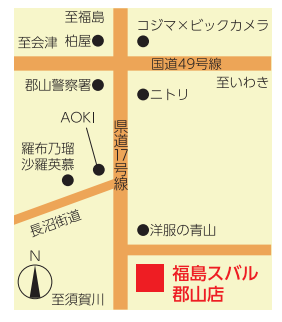 至福島
コジマ×ビックカメラ
至会津 柏屋
国道49号線
至いわき
郡山警察署
ニトリ
AOKI
県道17号線
羅布乃瑠
沙羅英慕
長沼街道
洋服の青山
N
福島スバル
郡山店
至須賀川